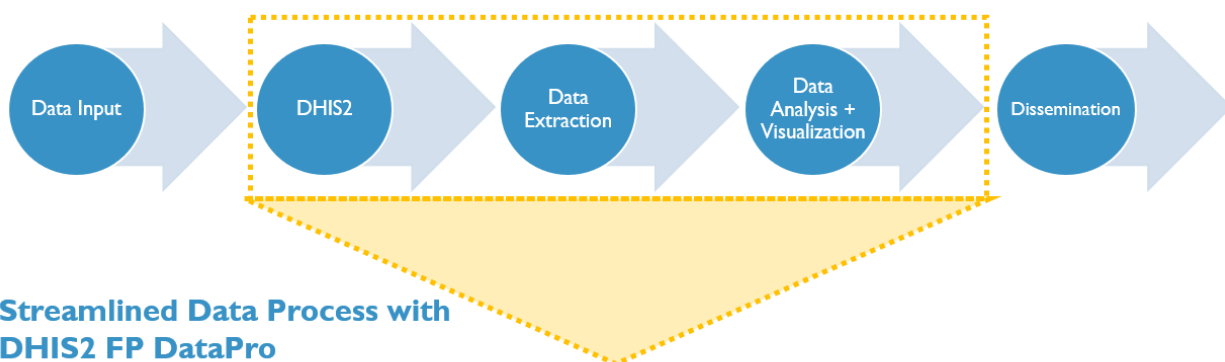 Data Input
DHIS2
Data
Extraction
Data
Analysis +
Visualization
Dissemination
Streamlined Data Process with
DHIS2 FP DataPro